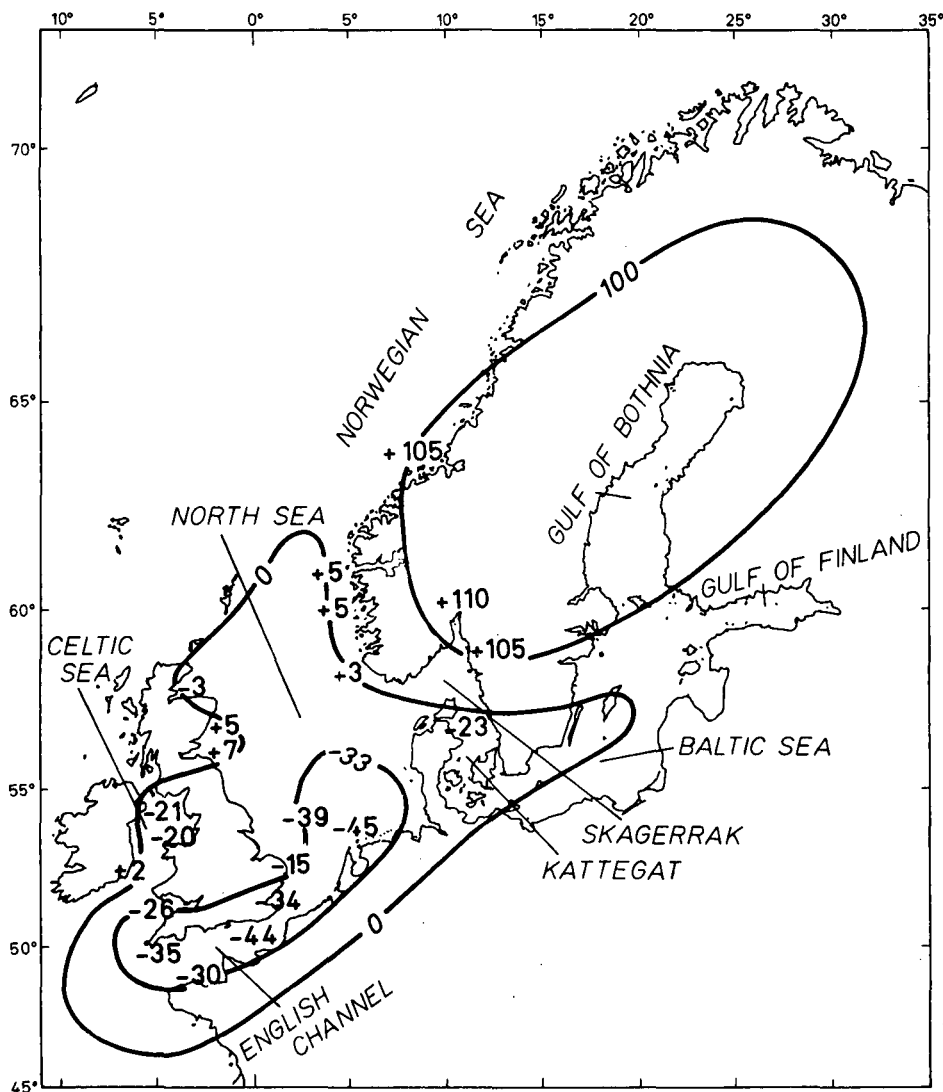 10° 5° 0° 5° 10° 15° 20° 25° 30° 35°
70°
SEA
100
NORWEGIAN
65°
GULF OF BOTHNIA
+ 105
NORTH SEA
0
+5
GULF OF FINLAND
60°
+5
+110
CELTIC
SEA
+105
+3
-3
+5
+23
+7
BALTIC SEA
-33
55°
-21
-39
-45
SKAGERRAK
-20
KATTEGAT
+2
-15
-26
-34
0
50°
-35
-44
-30
ENGLISH
CHANNEL
45°